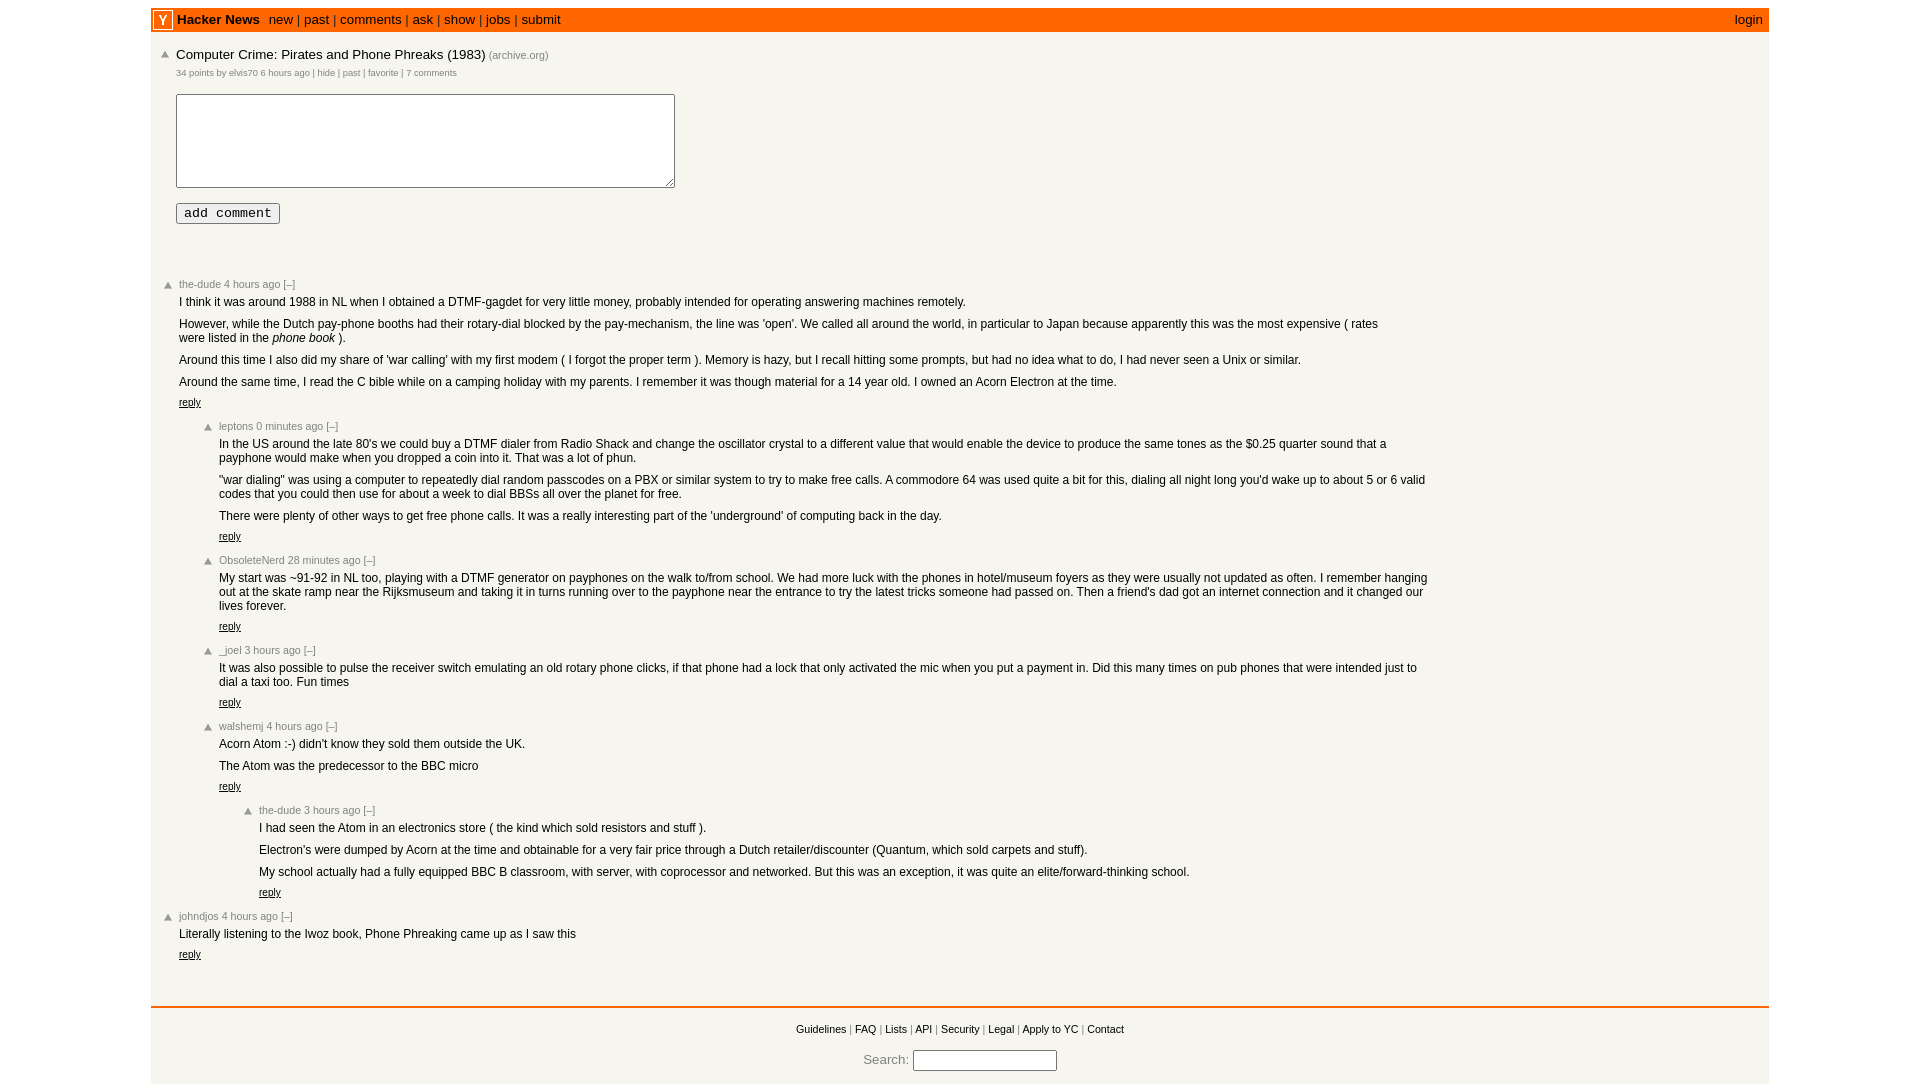 Y Hacker News new | past | comments | ask | show | jobs | submit login
Computer Crime: Pirates and Phone Phreaks (1983) (archive.org)
34 points by elvis70 6 hours ago | hide | past | favorite | 7 comments
add comment
the-dude 4 hours ago [–]
I think it was around 1988 in NL when I obtained a DTMF-gagdet for very little money, probably intended for operating answering machines remotely.
However, while the Dutch pay-phone booths had their rotary-dial blocked by the pay-mechanism, the line was 'open'. We called all around the world, in particular to Japan because apparently this was the most expensive ( rates
were listed in the phone book ).
Around this time I also did my share of 'war calling' with my first modem ( I forgot the proper term ). Memory is hazy, but I recall hitting some prompts, but had no idea what to do, I had never seen a Unix or similar.
Around the same time, I read the C bible while on a camping holiday with my parents. I remember it was though material for a 14 year old. I owned an Acorn Electron at the time.
reply
leptons 0 minutes ago [–]
In the US around the late 80's we could buy a DTMF dialer from Radio Shack and change the oscillator crystal to a different value that would enable the device to produce the same tones as the $0.25 quarter sound that a
payphone would make when you dropped a coin into it. That was a lot of phun.
"war dialing" was using a computer to repeatedly dial random passcodes on a PBX or similar system to try to make free calls. A commodore 64 was used quite a bit for this, dialing all night long you'd wake up to about 5 or 6 valid
codes that you could then use for about a week to dial BBSs all over the planet for free.
There were plenty of other ways to get free phone calls. It was a really interesting part of the 'underground' of computing back in the day.
reply
ObsoleteNerd 28 minutes ago [–]
My start was ~91-92 in NL too, playing with a DTMF generator on payphones on the walk to/from school. We had more luck with the phones in hotel/museum foyers as they were usually not updated as often. I remember hanging
out at the skate ramp near the Rijksmuseum and taking it in turns running over to the payphone near the entrance to try the latest tricks someone had passed on. Then a friend's dad got an internet connection and it changed our
lives forever.
reply
_joel 3 hours ago [–]
It was also possible to pulse the receiver switch emulating an old rotary phone clicks, if that phone had a lock that only activated the mic when you put a payment in. Did this many times on pub phones that were intended just to
dial a taxi too. Fun times
reply
walshemj 4 hours ago [–]
Acorn Atom :-) didn't know they sold them outside the UK.
The Atom was the predecessor to the BBC micro
reply
the-dude 3 hours ago [–]
I had seen the Atom in an electronics store ( the kind which sold resistors and stuff ).
Electron's were dumped by Acorn at the time and obtainable for a very fair price through a Dutch retailer/discounter (Quantum, which sold carpets and stuff).
My school actually had a fully equipped BBC B classroom, with server, with coprocessor and networked. But this was an exception, it was quite an elite/forward-thinking school.
reply
johndjos 4 hours ago [–]
Literally listening to the Iwoz book, Phone Phreaking came up as I saw this
reply
Guidelines | FAQ | Lists | API | Security | Legal | Apply to YC | Contact
Search: